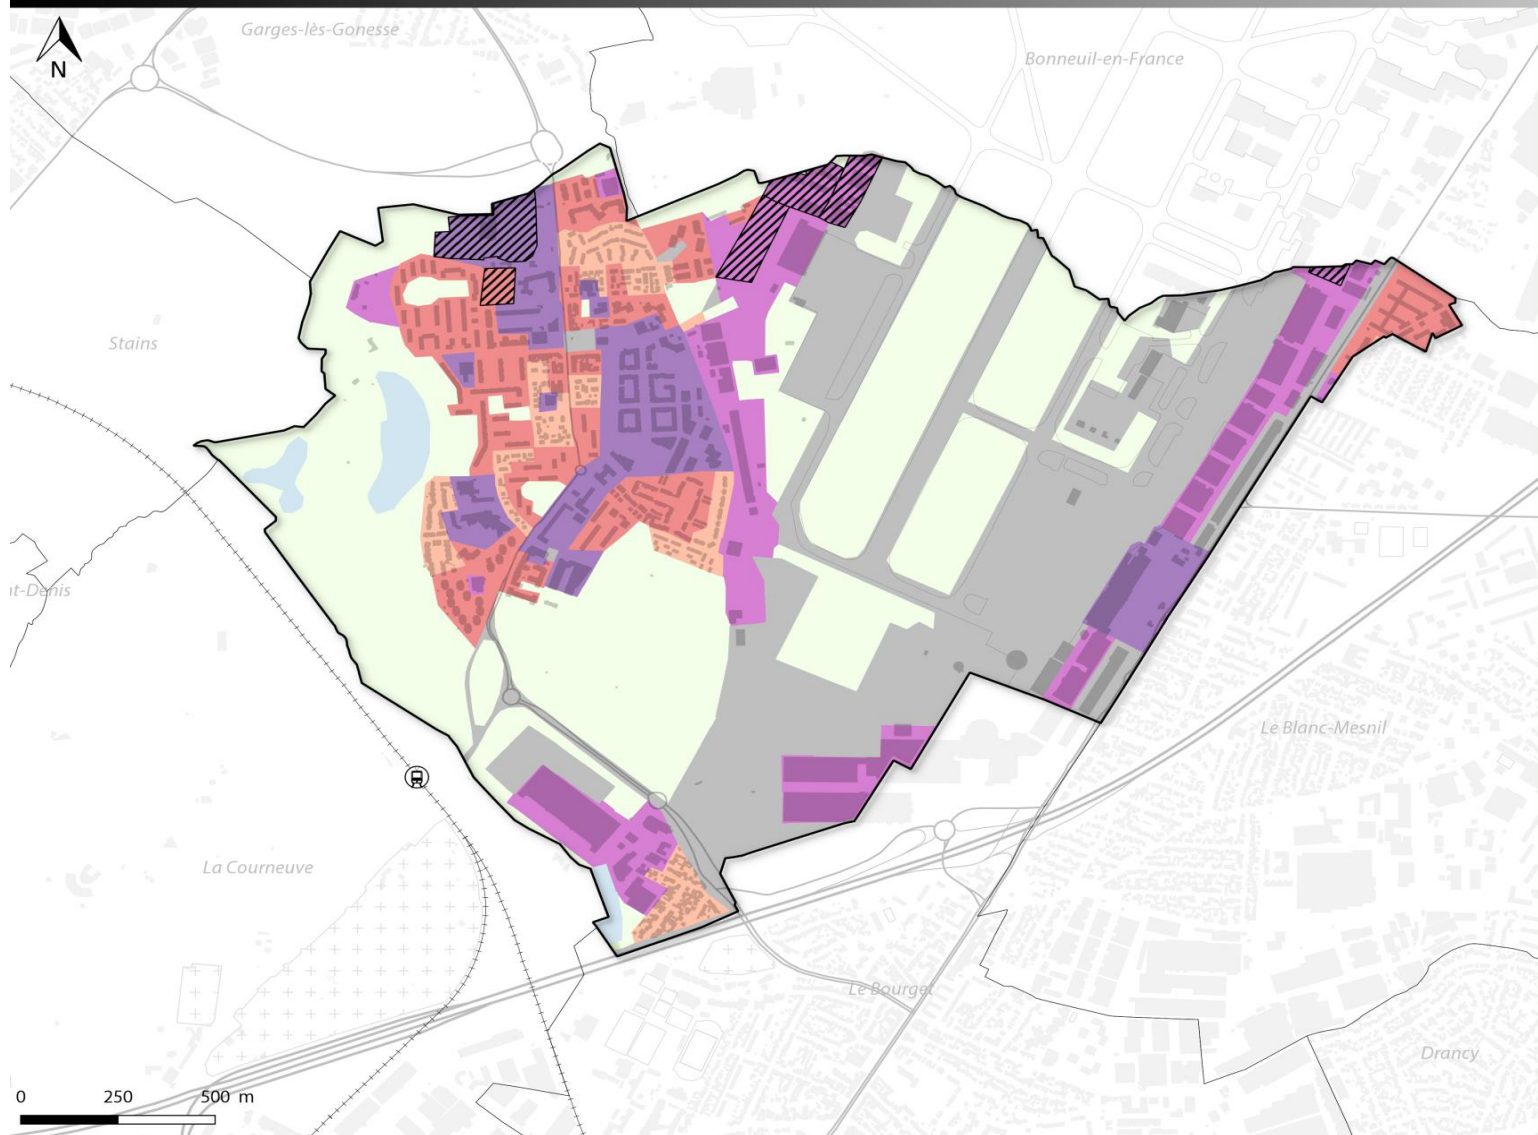 Garges-lès-Gonesse
N
Bonneuil-en-France
Stains
nt-Denis
Le Blanc-Mesnil
La Courneuve
Le Bourget
Drancy
0 250 500 m